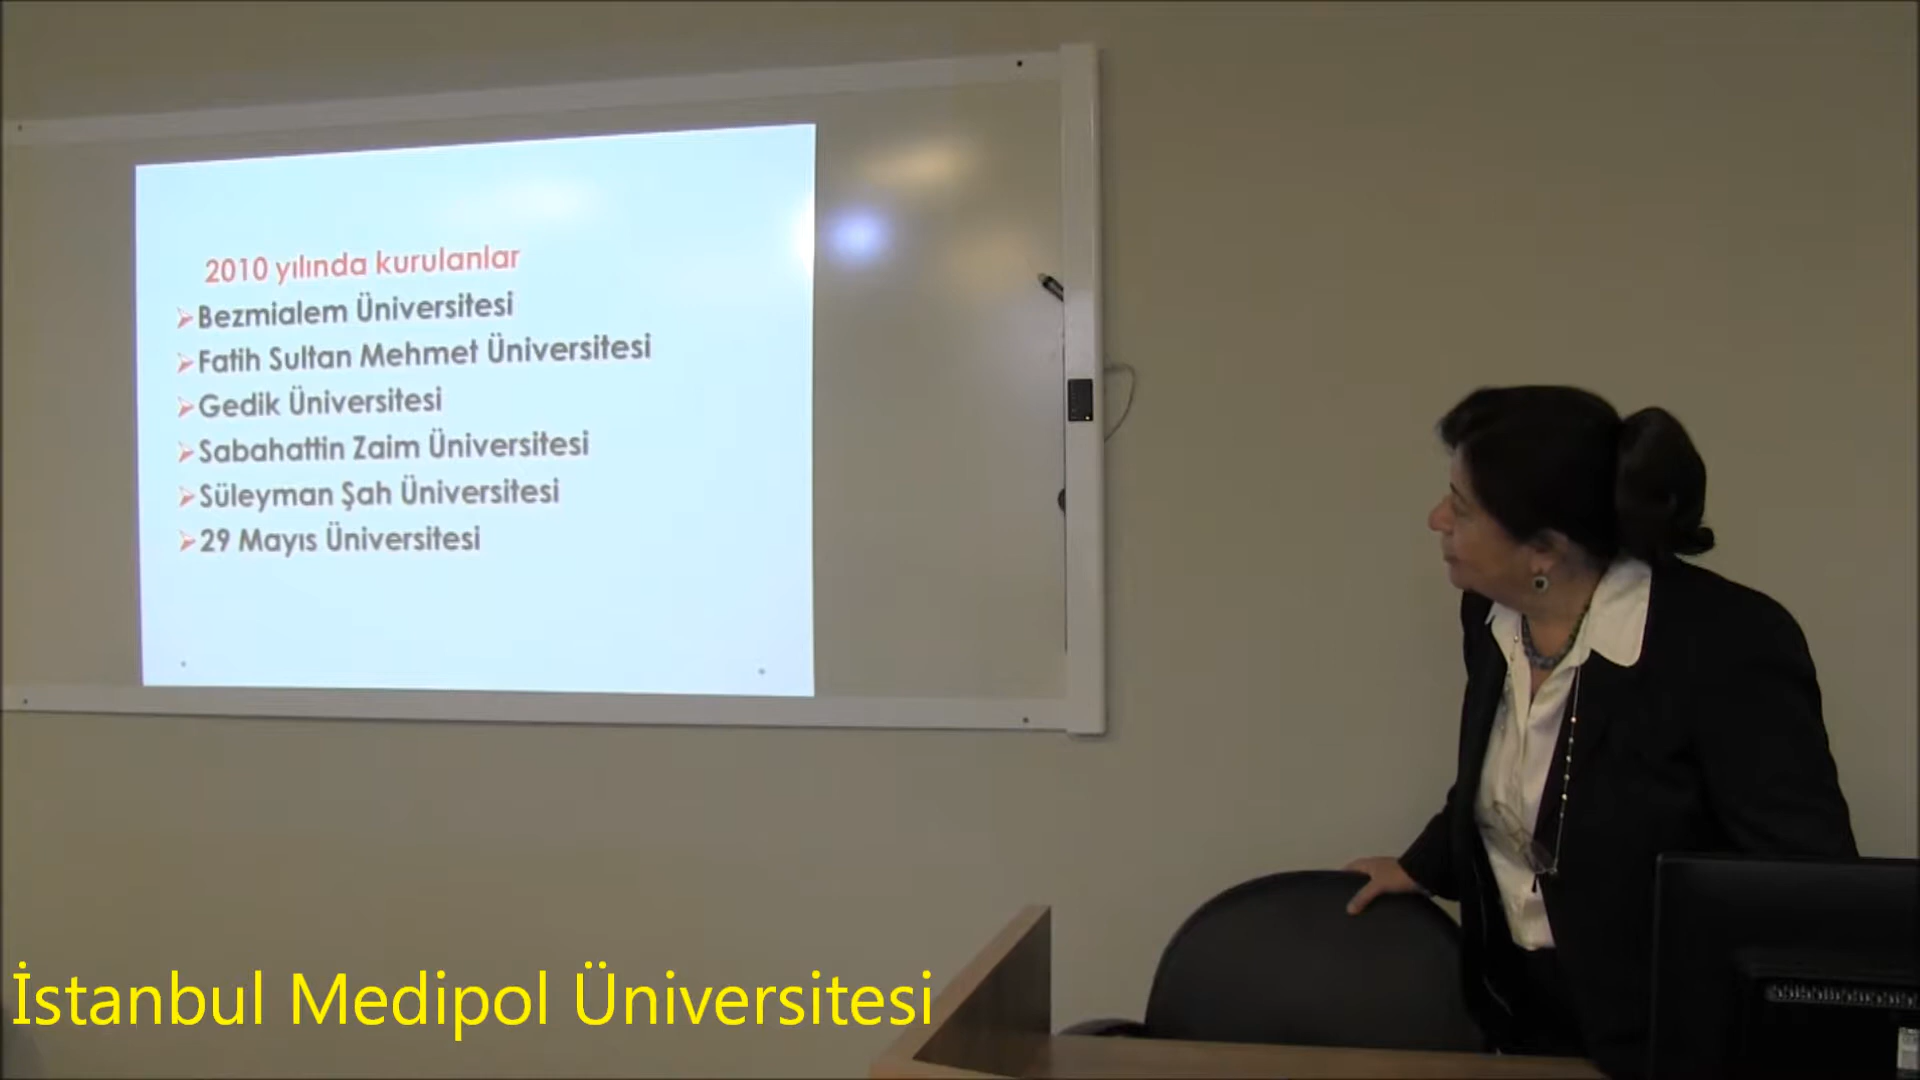 2010 yılında kurulanlar
Bezmialem Üniversitesi
Fatih Sultan Mehmet Üniversitesi
Gedik Üniversitesi
Sabahattin Zaim Üniversitesi
Süleyman Şah Üniversitesi
29 Mayıs Üniversitesi
İstanbul Medipol Üniversitesi